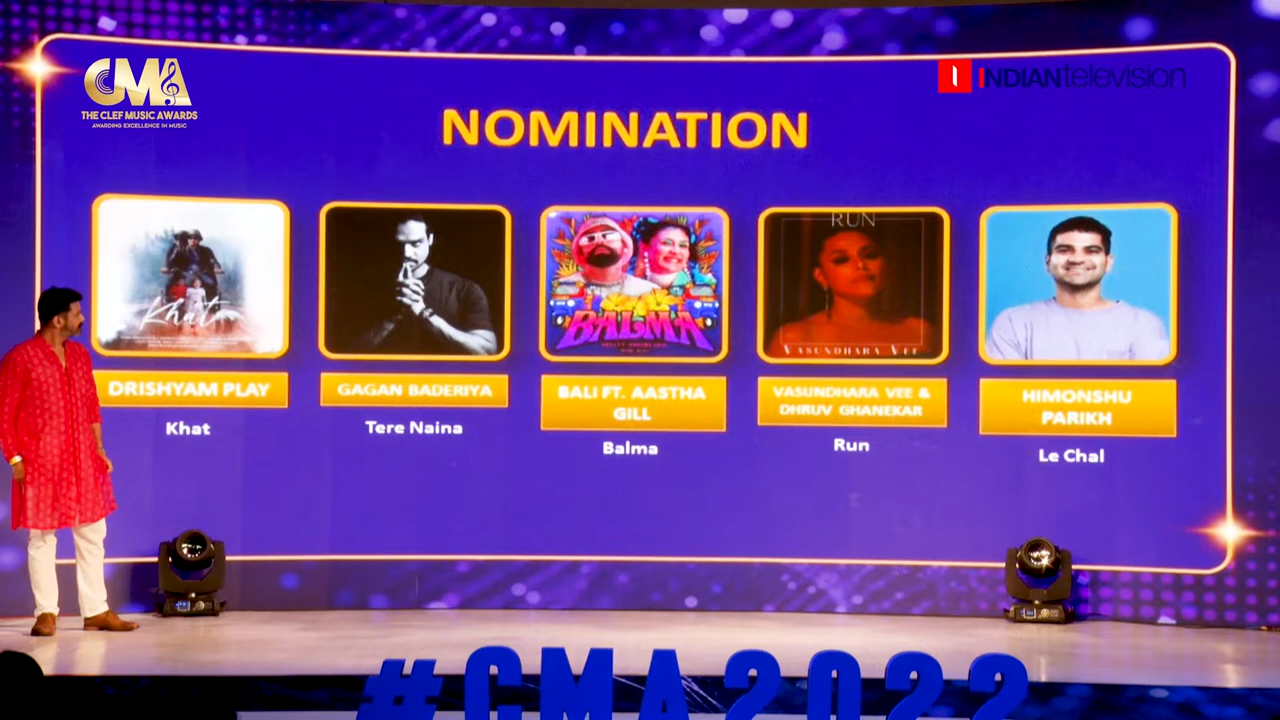 CMA
THE CLEF MUSIC AWARDS
AWARDING EXCELLENCE IN MUSIC
INDIANtelevision
NOMINATION
Khat
BALMA
RUN
VASUNDHARA VEE
DRISHYAM PLAY
Khat
GAGAN BADERIYA
Tere Naina
BALI FT. AASTHA
GILL
Balma
VASUNDHARA VEE &
DHRUV GHANEKAR
Run
HIMONSHU
PARIKH
Le Chal
#CMA2022